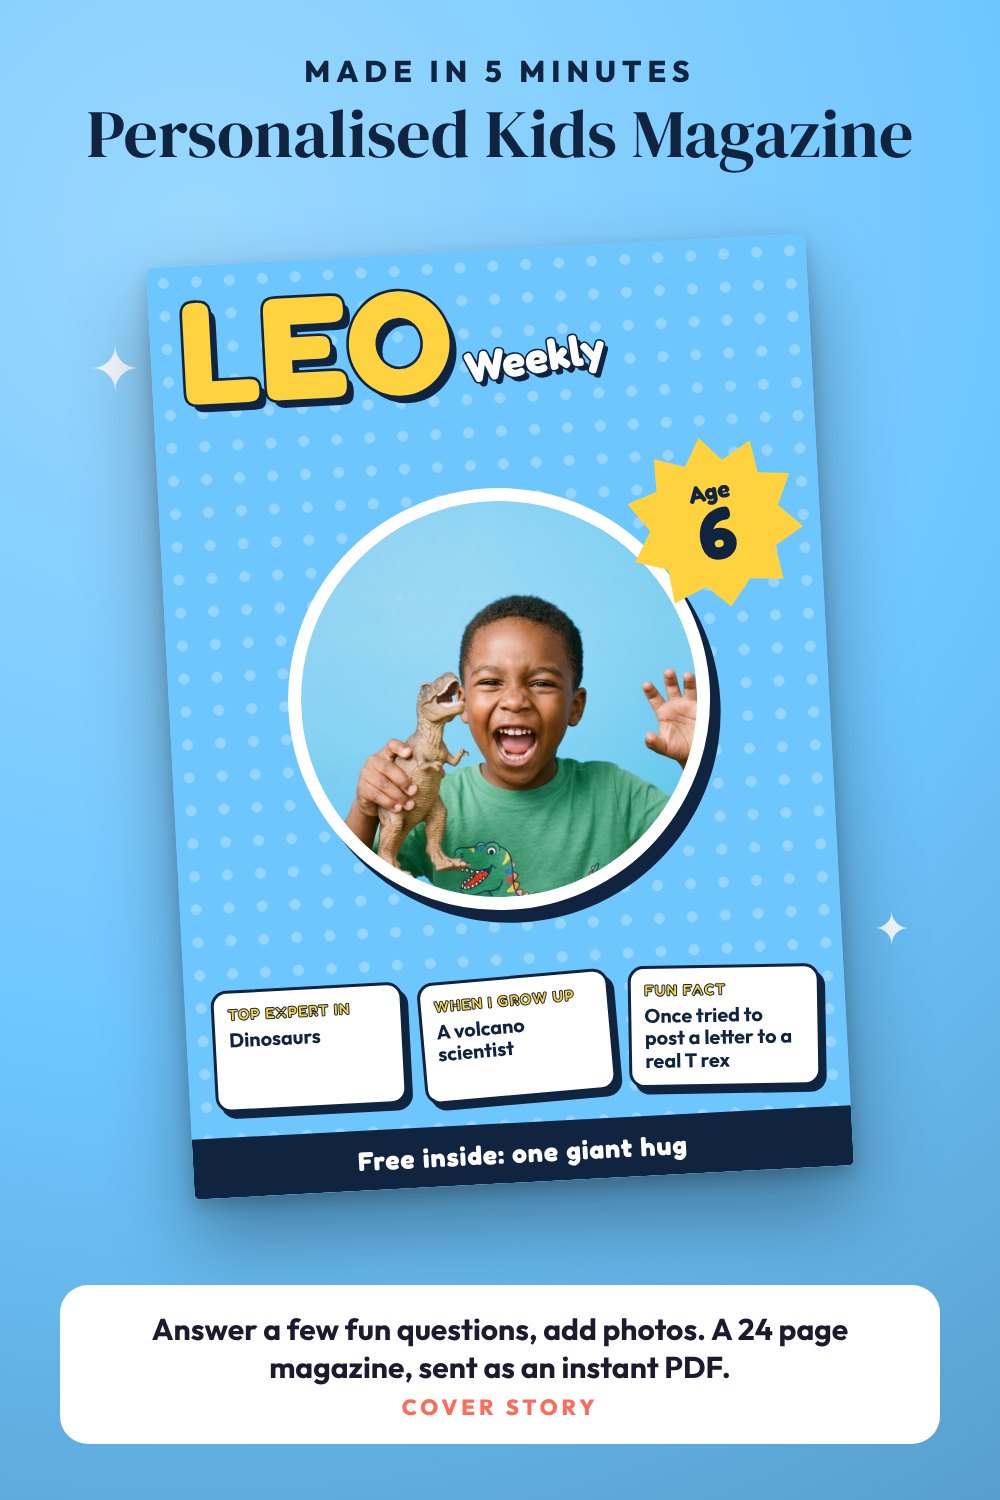 MADE IN 5 MINUTES
Personalised Kids Magazine
LEO Weekly
Age
6
TOP EXPERT IN
Dinosaurs
WHEN I GROW UP
A volcano
scientist
FUN FACT
Once tried to
post a letter to a
real T rex
Free inside: one giant hug
Answer a few fun questions, add photos. A 24 page
magazine, sent as an instant PDF.
COVER STORY